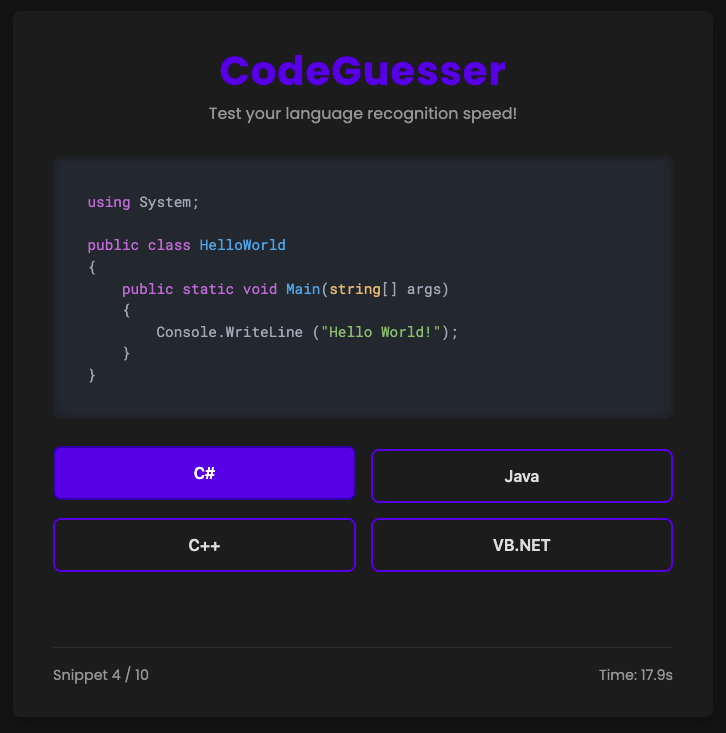 CodeGuesser
Test your language recognition speed!
using System;
public class HelloWorld
{
    public static void Main(string[] args)
    {
        Console.WriteLine ("Hello World!");
    }
}
C#
Java
C++
VB.NET
Snippet 4 / 10
Time: 17.9s